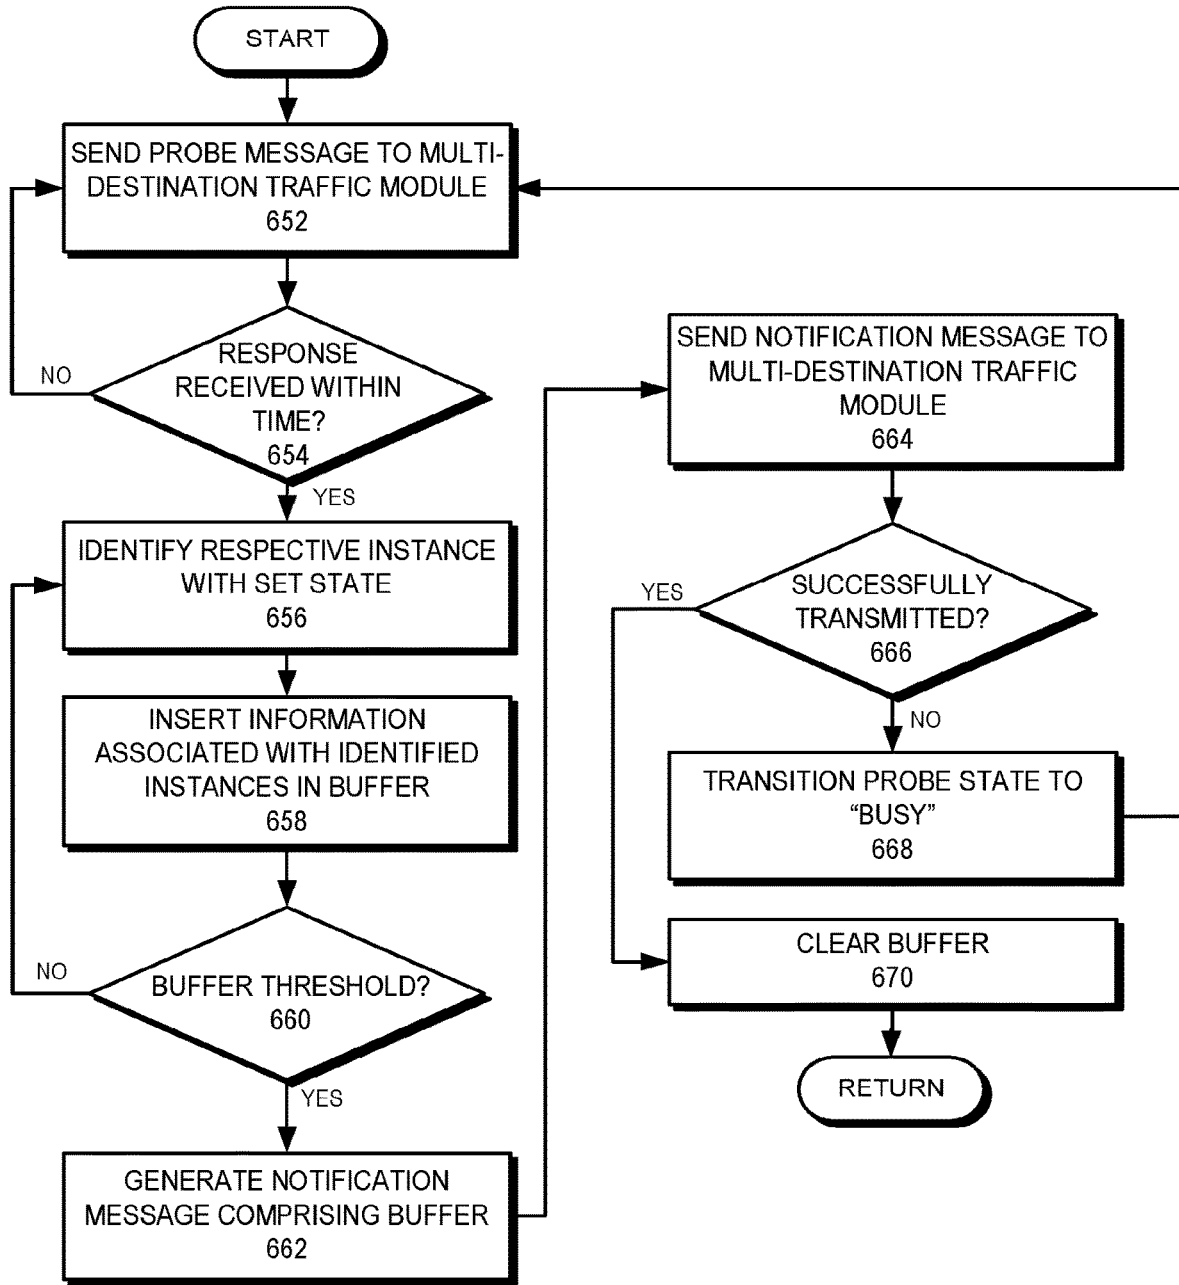 START
SEND PROBE MESSAGE TO MULTI-
DESTINATION TRAFFIC MODULE
652
RESPONSE
RECEIVED WITHIN
TIME?
654
NO
YES
IDENTIFY RESPECTIVE INSTANCE
WITH SET STATE
656
INSERT INFORMATION
ASSOCIATED WITH IDENTIFIED
INSTANCES IN BUFFER
658
NO
BUFFER THRESHOLD?
660
YES
GENERATE NOTIFICATION
MESSAGE COMPRISING BUFFER
662
SEND NOTIFICATION MESSAGE TO
MULTI-DESTINATION TRAFFIC
MODULE
664
YES
SUCCESSFULLY
TRANSMITTED?
666
NO
TRANSITION PROBE STATE TO
“BUSY”
668
CLEAR BUFFER
670
RETURN